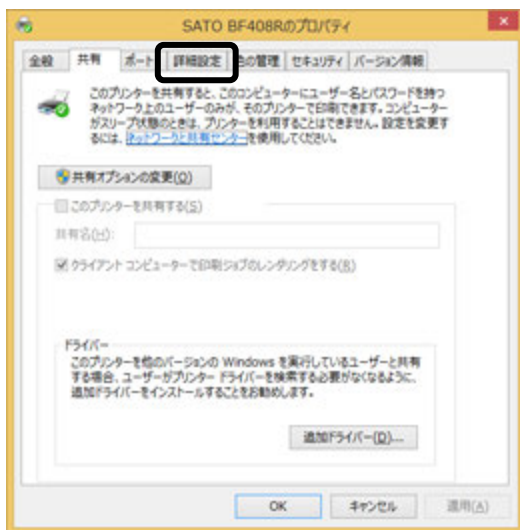 SATO BF408Rのプロパティ
全般 共有 ポート 詳細設定 色の管理 セキュリティ バージョン情報
このプリンターを共有すると、このコンピューターにユーザー名とパスワードを持つ
ネットワーク上のユーザーのみが、そのプリンターで印刷できます。コンピューター
がスリープ状態のときは、プリンターを利用することはできません。設定を変更す
るには、ネットワークと共有センターを使用してください。
共有オプションの変更(O)
このプリンターを共有する(S)
共有名(H):
クライアント コンピューターで印刷ジョブのレンダリングをする(R)
ドライバー
このプリンターを他のバージョンの Windows を実行しているユーザーと共有
する場合、ユーザーがプリンター ドライバーを検索する必要がなくなるように、
追加ドライバーをインストールすることをお勧めします。
追加ドライバー(D)...
OK キャンセル 適用(A)